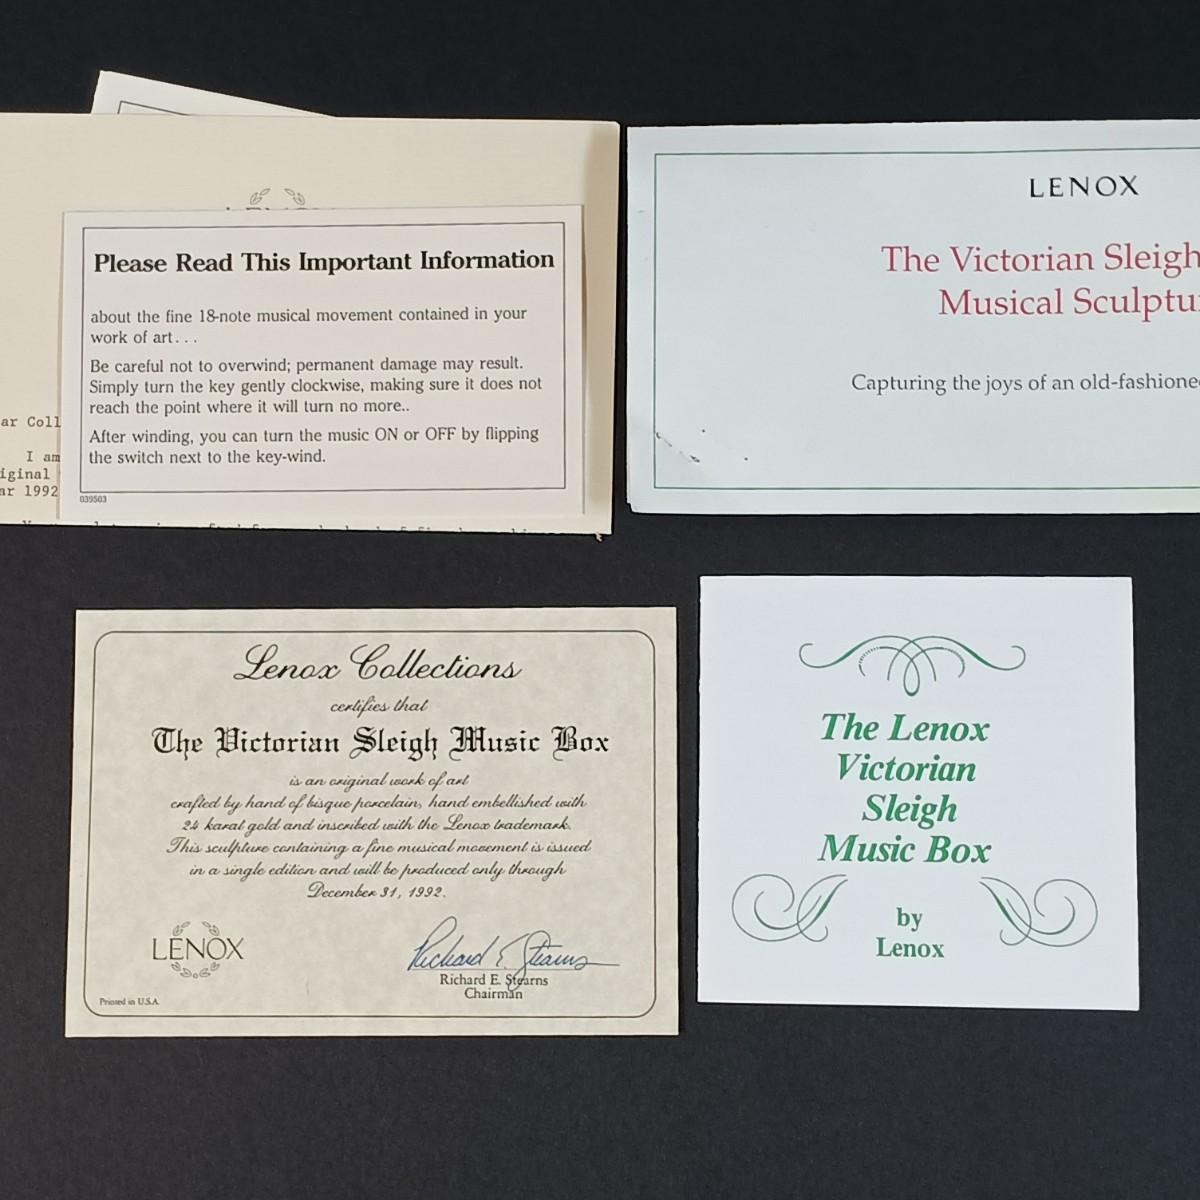 Please Read This Important Information
about the fine 18-note musical movement contained in your
work of art...
Be careful not to overwind; permanent damage may result.
Simply turn the key gently clockwise, making sure it does not
reach the point where it will turn no more..
After winding, you can turn the music ON or OFF by flipping
the switch next to the key-wind.
039503
ar Coll
I am
iginal
ar 1992
LENOX
The Victorian Sleigh
Musical Sculptu
Capturing the joys of an old-fashione
Lenox Collections
certifies that
The Victorian Sleigh Music Box
is an original work of art
crafted by hand of bisque porcelain, hand embellished with
24 karat gold and inscribed with the Lenox trademark.
This sculpture containing a fine musical movement is issued
in a single edition and will be produced only through
December 31, 1992.
LENOX
Richard E. Stearns
Richard E. Stearns
Chairman
Printed in U.S.A.
The Lenox
Victorian
Sleigh
Music Box
by
Lenox